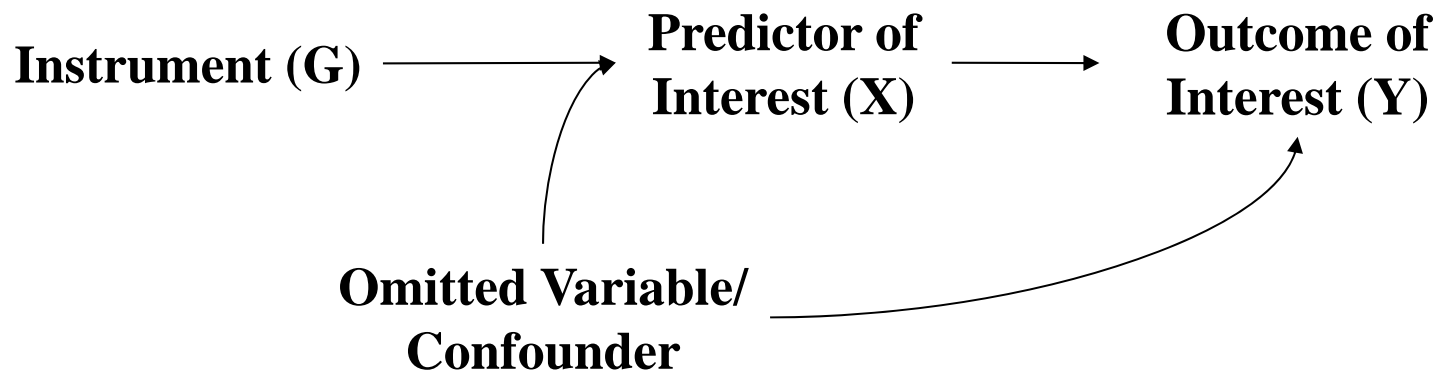 Instrument (G)
Predictor of
Interest (X)
Outcome of
Interest (Y)
Omitted Variable/
Confounder